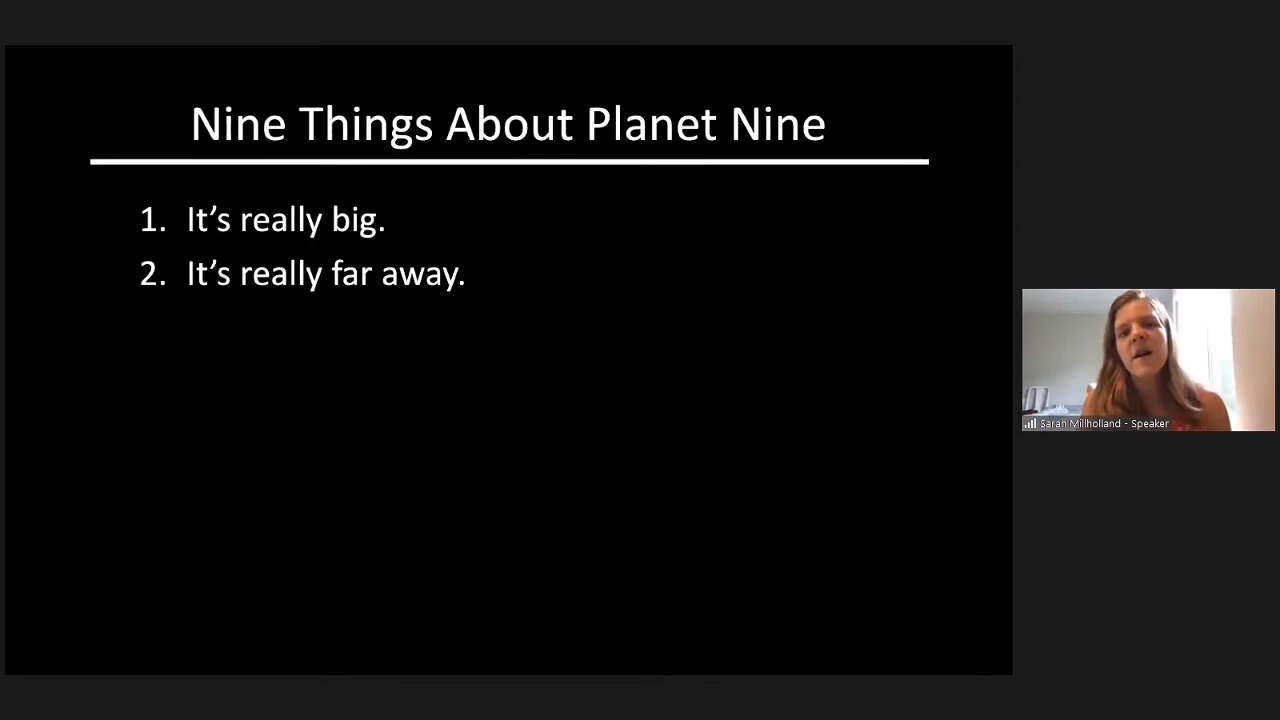 Nine Things About Planet Nine
1. It’s really big.
2. It’s really far away.
Sarah Millholland - Speaker